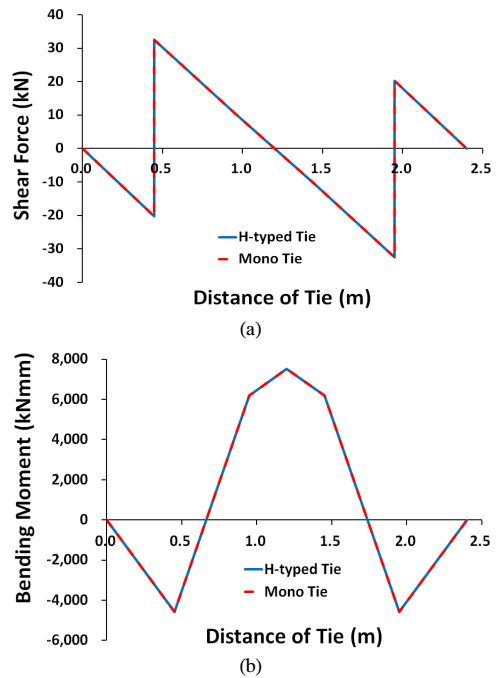 40
30
20
10
0
-10
-20
-30
-40
Shear Force (kN)
0.0 0.5 1.0 1.5 2.0 2.5
H-typed Tie
Mono Tie
Distance of Tie (m)
(a)
8,000
6,000
4,000
2,000
0
-2,000
-4,000
-6,000
Bending Moment (kNmm)
0.0 0.5 1.0 1.5 2.0 2.5
H-typed Tie
Mono Tie
Distance of Tie (m)
(b)